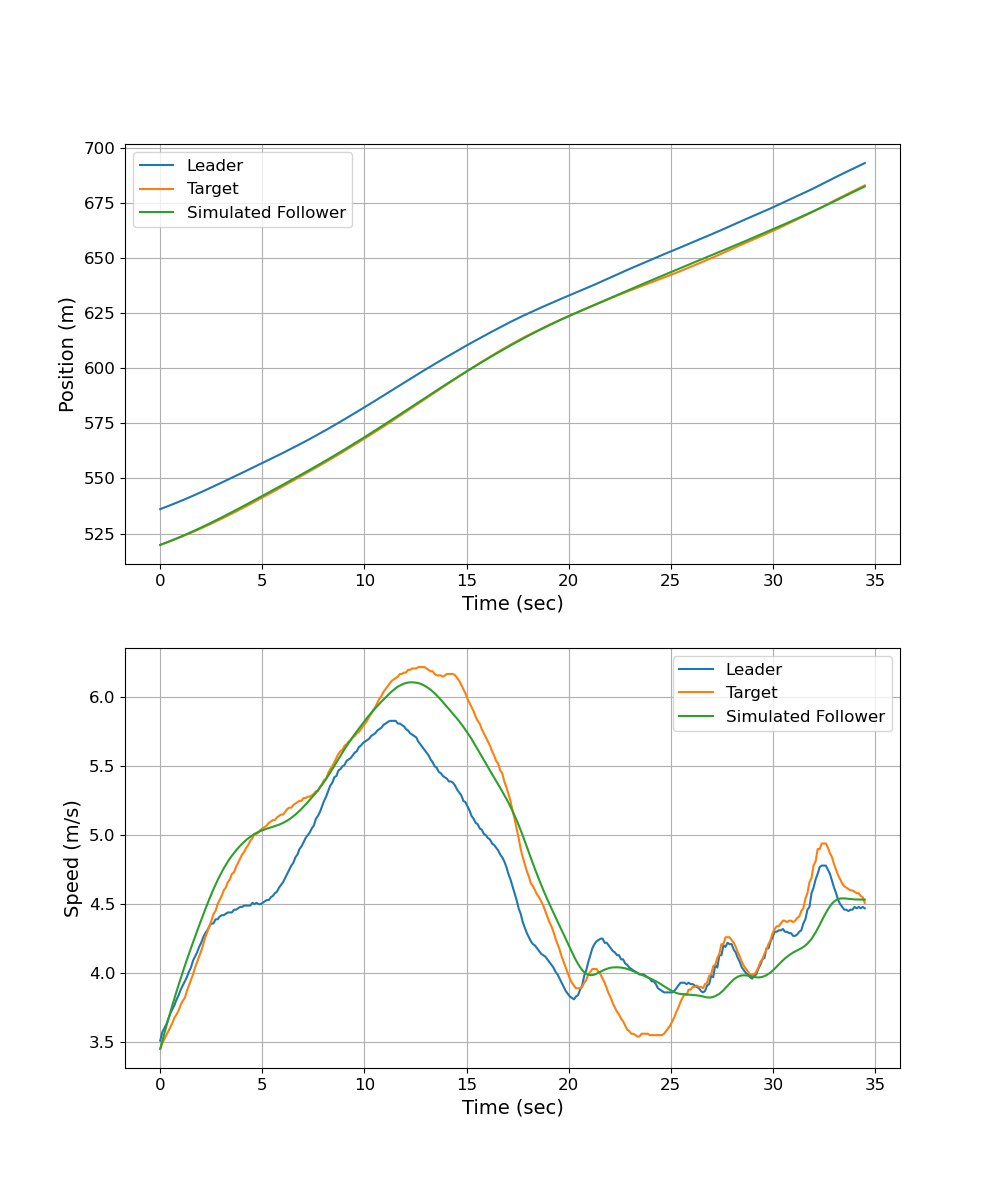 700
675
650
625
600
575
550
525
Position (m)
Leader
Target
Simulated Follower
0 5 10 15 20 25 30 35
Time (sec)
6.0
5.5
5.0
4.5
4.0
3.5
Speed (m/s)
Leader
Target
Simulated Follower
0 5 10 15 20 25 30 35
Time (sec)